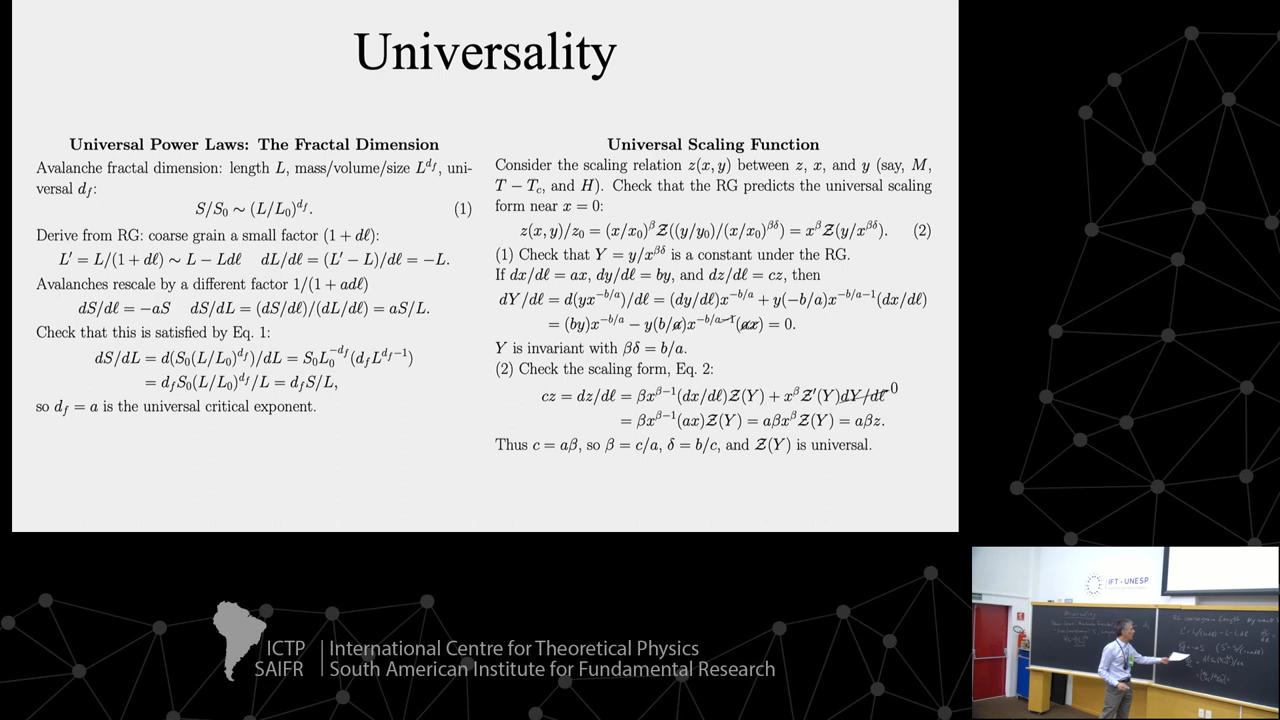 Universality
Universal Power Laws: The Fractal Dimension
Avalanche fractal dimension: length L, mass/volume/size L^{d_f}, uni-
versal d_f:
S/S_0 ∼ (L/L_0)^{d_f}. (1)
Derive from RG: coarse grain a small factor (1 + dℓ):
L′ = L/(1 + dℓ) ∼ L − Ldℓ dL/dℓ = (L′ − L)/dℓ = −L.
Avalanches rescale by a different factor 1/(1 + adℓ)
dS/dℓ = −aS dS/dL = (dS/dℓ)/(dL/dℓ) = aS/L.
Check that this is satisfied by Eq. 1:
dS/dL = d(S_0(L/L_0)^{d_f})/dL = S_0L_0^{−d_f}(d_fL^{d_f−1})
= d_fS_0(L/L_0)^{d_f}/L = d_fS/L,
so d_f = a is the universal critical exponent.
Universal Scaling Function
Consider the scaling relation z(x, y) between z, x, and y (say, M,
T − T_c, and H). Check that the RG predicts the universal scaling
form near x = 0:
z(x, y)/z_0 = (x/x_0)^β𝒵((y/y_0)/(x/x_0)^{βδ}) = x^β𝒵(y/x^{βδ}). (2)
(1) Check that Y = y/x^{βδ} is a constant under the RG.
If dx/dℓ = ax, dy/dℓ = by, and dz/dℓ = cz, then
dY/dℓ = d(yx^{−b/a})/dℓ = (dy/dℓ)x^{−b/a} + y(−b/a)x^{−b/a−1}(dx/dℓ)
= (by)x^{−b/a} − y(b/a)x^{−b/a−1}(ax) = 0.
Y is invariant with βδ = b/a.
(2) Check the scaling form, Eq. 2:
cz = dz/dℓ = βx^{β−1}(dx/dℓ)𝒵(Y) + x^β𝒵′(Y)dY/dℓ 0
= βx^{β−1}(ax)𝒵(Y) = aβx^β𝒵(Y) = aβz.
Thus c = aβ, so β = c/a, δ = b/c, and 𝒵(Y) is universal.
ICTP
SAIFR
International Centre for Theoretical Physics
South American Institute for Fundamental Research
IFT - UNESP
Universality